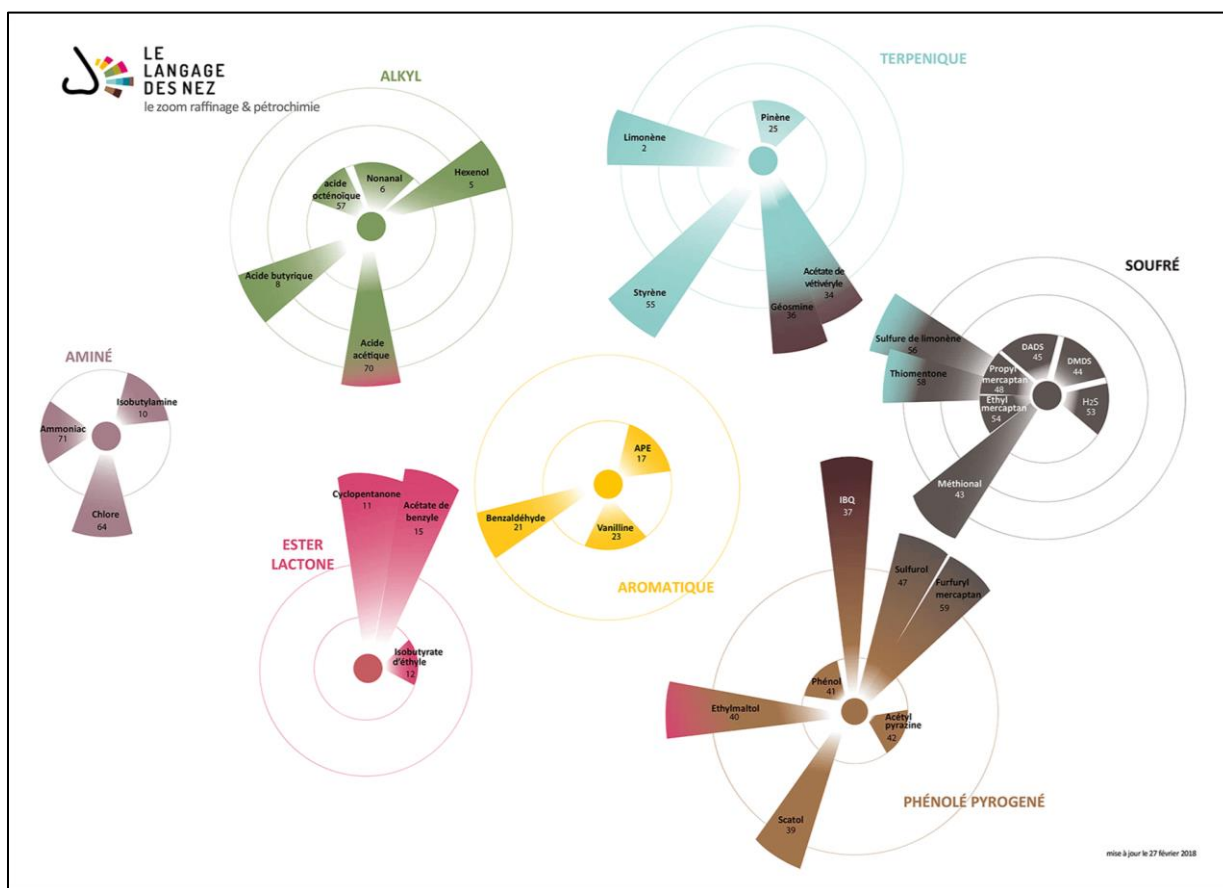 LE
LANGAGE
DES NEZ
le zoom raffinage & pétrochimie
ALKYL
acide
octénoïque
57
Nonanal
6
Hexenol
5
Acide butyrique
8
Acide
acétique
70
TERPENIQUE
Limonène
2
Pinène
25
Styrène
55
Géosmine
36
Acétate de
vétivéryle
34
SOUFRÉ
Sulfure de limonène
56
Thiomentone
58
Propyl
mercaptan
48
Ethyl
mercaptan
54
DADS
45
DMDS
44
H2S
53
Méthional
43
AMINÉ
Isobutylamine
10
Ammoniac
71
Chlore
64
ESTER
LACTONE
Cyclopentanone
11
Acétate de
benzyle
15
Isobutyrate
d'éthyle
12
AROMATIQUE
APE
17
Benzaldéhyde
21
Vanilline
23
IBQ
37
Sulfurol
47
Furfuryl
mercaptan
59
Phénol
41
Ethylmaltol
40
Acétyl
pyrazine
42
Scatol
39
PHÉNOLÉ PYROGENÉ
mise à jour le 27 février 2018